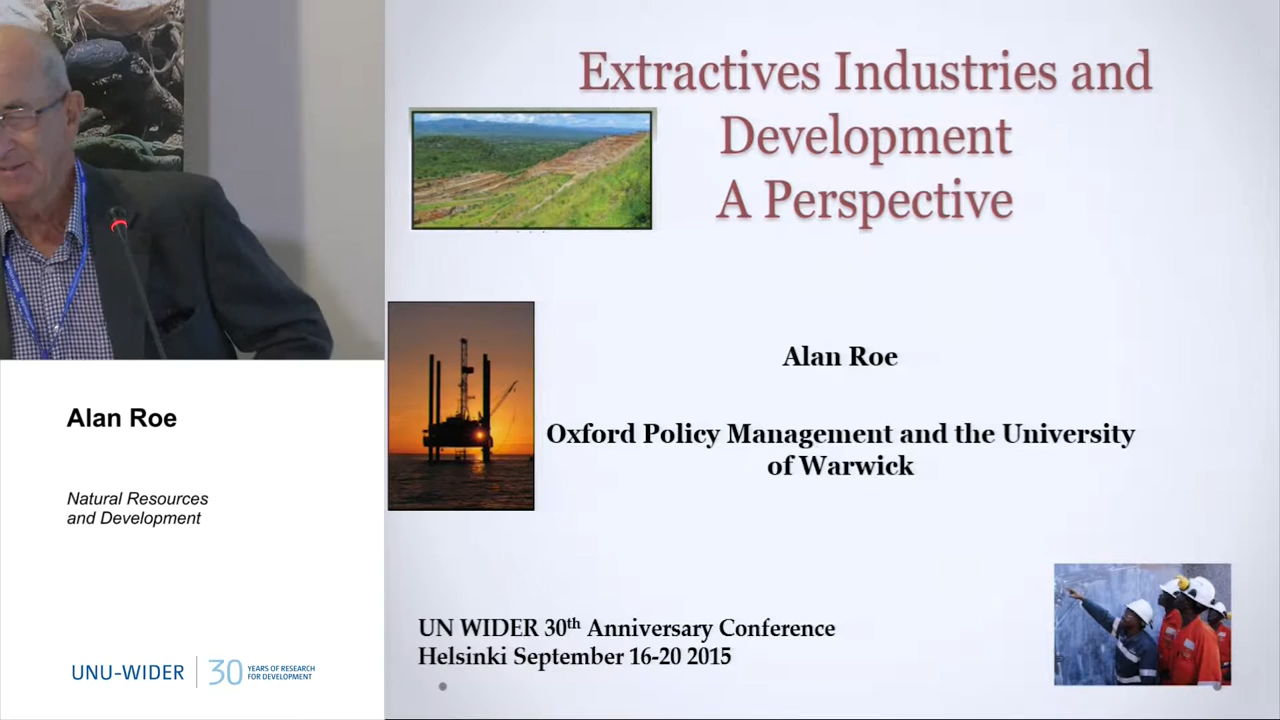 Extractives Industries and
Development
A Perspective
Alan Roe
Oxford Policy Management and the University
of Warwick
UN WIDER 30th Anniversary Conference
Helsinki September 16-20 2015
Alan Roe
Natural Resources
and Development
UNU-WIDER
30 YEARS OF RESEARCH
FOR DEVELOPMENT